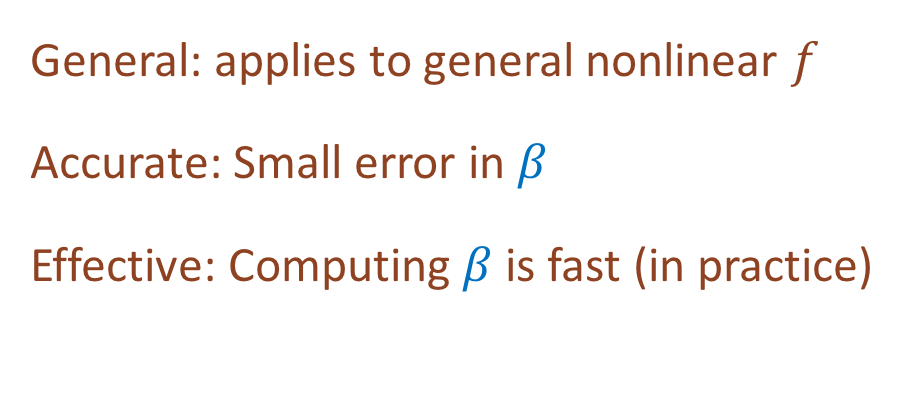 General: applies to general nonlinear 𝑓
Accurate: Small error in 𝛽
Effective: Computing 𝛽 is fast (in practice)